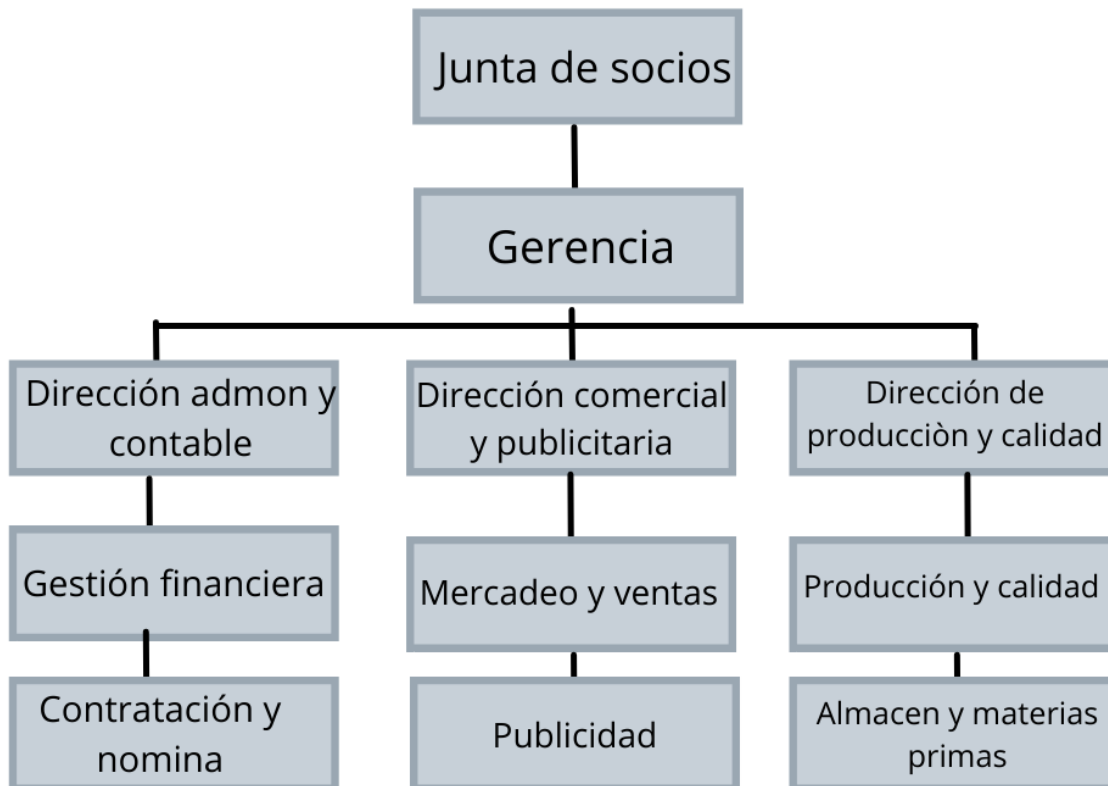 Junta de socios
Gerencia
Dirección admon y
contable
Dirección comercial
y publicitaria
Dirección de
producciòn y calidad
Gestión financiera
Mercadeo y ventas
Producción y calidad
Contratación y
nomina
Publicidad
Almacen y materias
primas